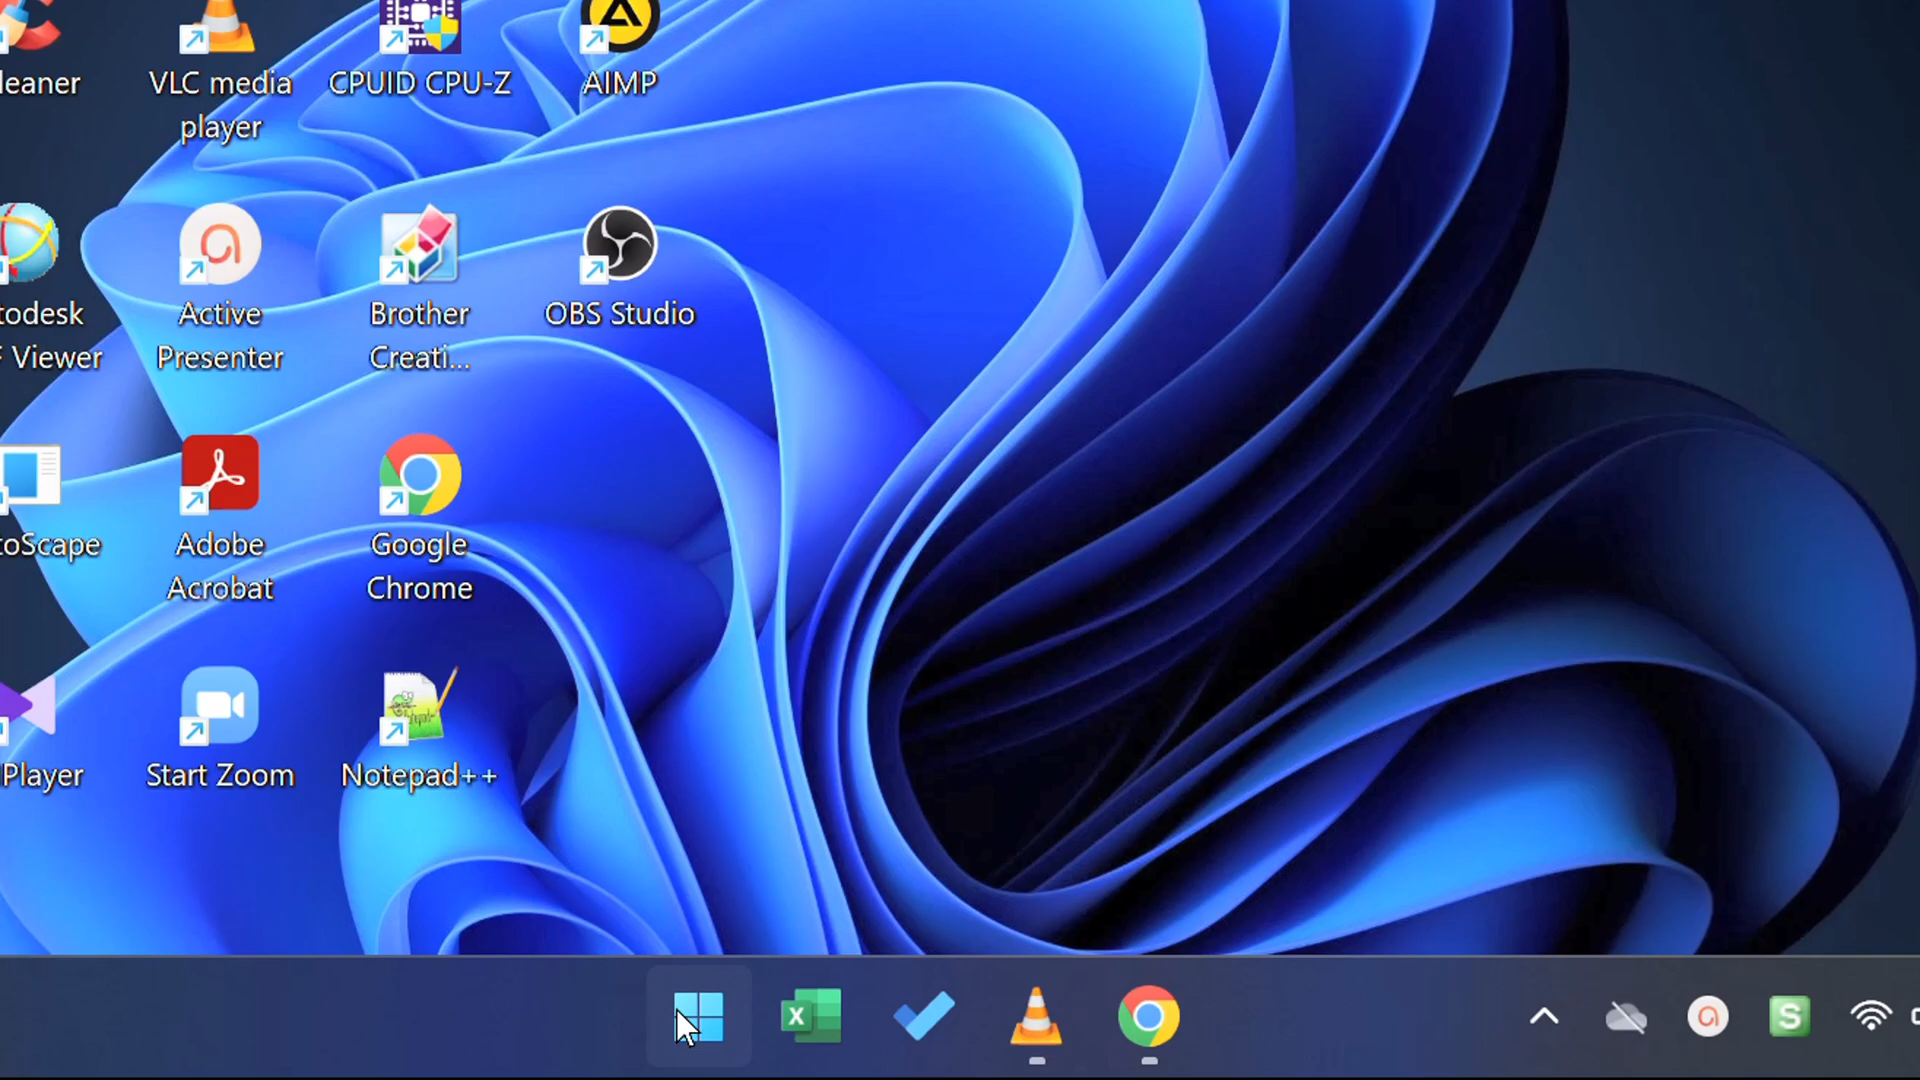 leaner
VLC media
player
CPUID CPU-Z
AIMP
todesk
F Viewer
Active
Presenter
Brother
Creati...
OBS Studio
toScape
Adobe
Acrobat
Google
Chrome
Player
Start Zoom
Notepad++